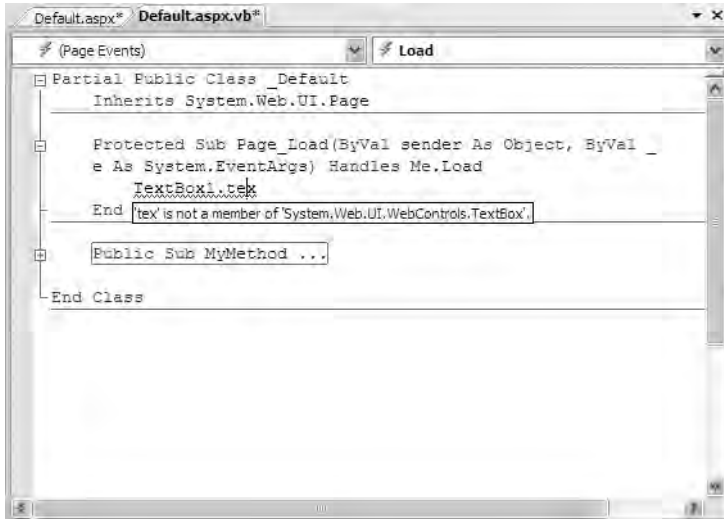 Default.aspx* Default.aspx.vb*
(Page Events) Load
Partial Public Class _Default
Inherits System.Web.UI.Page
Protected Sub Page_Load(ByVal sender As Object, ByVal _
e As System.EventArgs) Handles Me.Load
TextBox1.tex
End 'tex' is not a member of 'System.Web.UI.WebControls.TextBox'.
Public Sub MyMethod ...
End Class